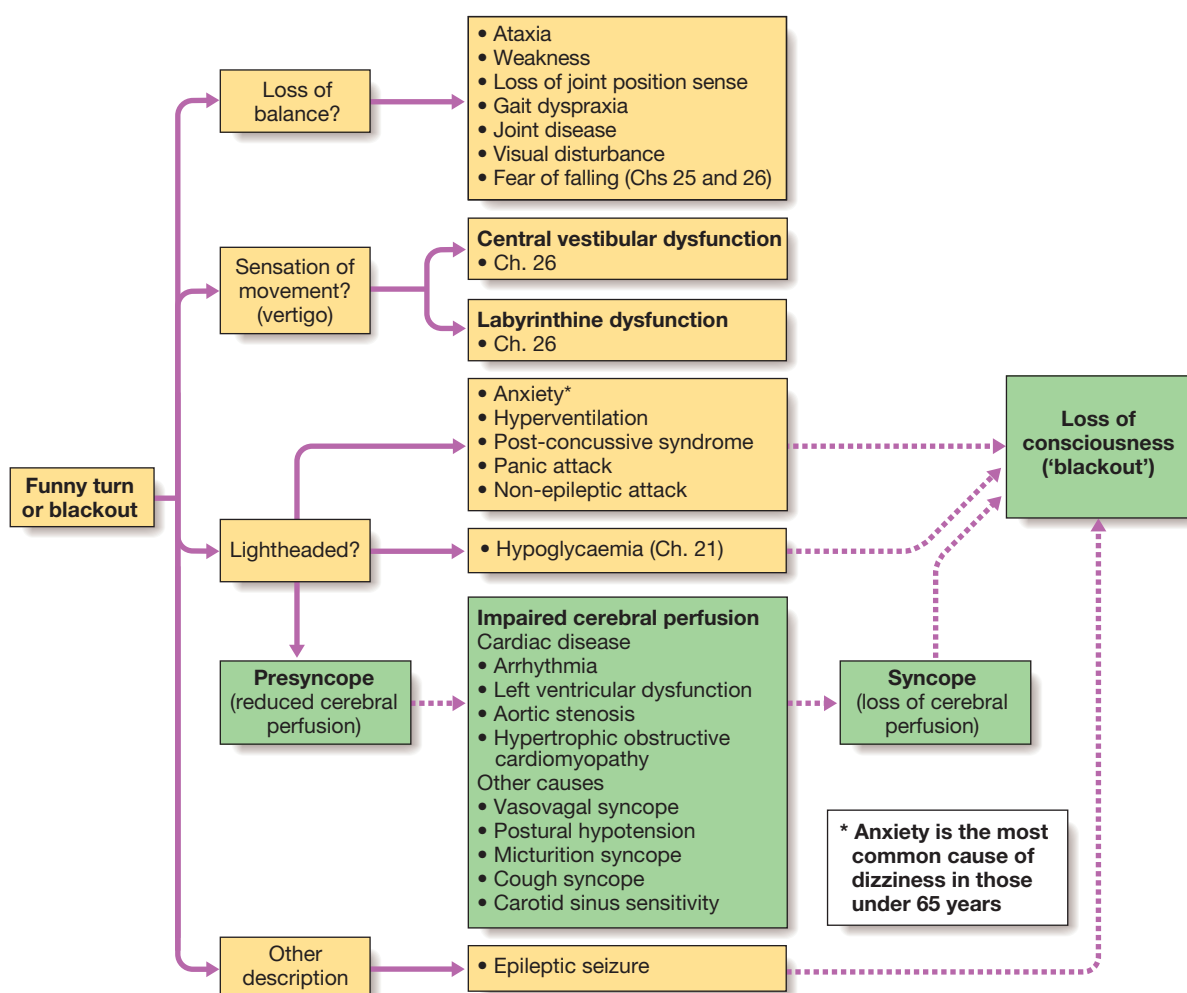 Funny turn
or blackout
Loss of
balance?
• Ataxia
• Weakness
• Loss of joint position sense
• Gait dyspraxia
• Joint disease
• Visual disturbance
• Fear of falling (Chs 25 and 26)
Sensation of
movement?
(vertigo)
Central vestibular dysfunction
• Ch. 26
Labyrinthine dysfunction
• Ch. 26
Lightheaded?
• Anxiety*
• Hyperventilation
• Post-concussive syndrome
• Panic attack
• Non-epileptic attack
• Hypoglycaemia (Ch. 21)
Presyncope
(reduced cerebral
perfusion)
Impaired cerebral perfusion
Cardiac disease
• Arrhythmia
• Left ventricular dysfunction
• Aortic stenosis
• Hypertrophic obstructive
cardiomyopathy
Other causes
• Vasovagal syncope
• Postural hypotension
• Micturition syncope
• Cough syncope
• Carotid sinus sensitivity
Syncope
(loss of cerebral
perfusion)
Loss of
consciousness
(‘blackout’)
* Anxiety is the most
common cause of
dizziness in those
under 65 years
Other
description
• Epileptic seizure